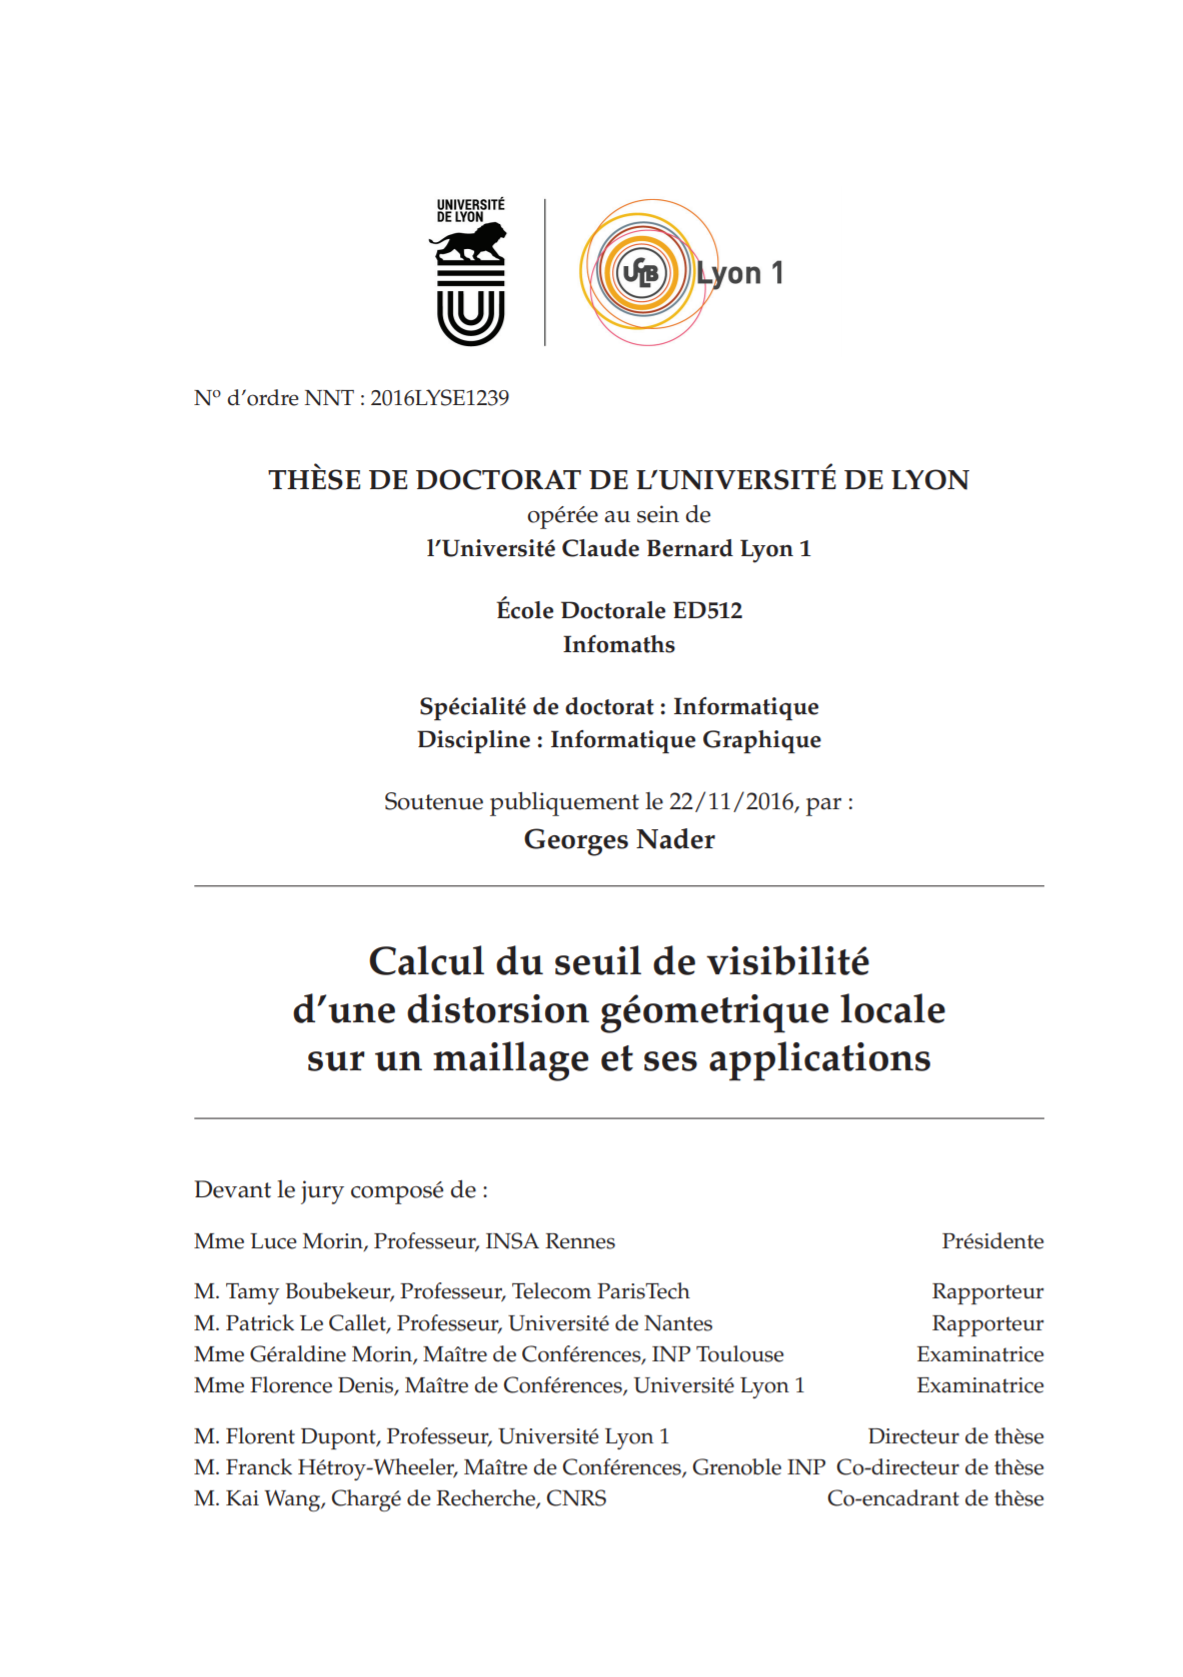 UNIVERSITÉ
DE LYON
UCLB
Lyon 1
Nº d'ordre NNT : 2016LYSE1239
THÈSE DE DOCTORAT DE L'UNIVERSITÉ DE LYON
opérée au sein de
l'Université Claude Bernard Lyon 1
École Doctorale ED512
Infomaths
Spécialité de doctorat : Informatique
Discipline : Informatique Graphique
Soutenue publiquement le 22/11/2016, par :
Georges Nader
Calcul du seuil de visibilité
d'une distorsion géometrique locale
sur un maillage et ses applications
Devant le jury composé de :
Mme Luce Morin, Professeur, INSA Rennes Présidente
M. Tamy Boubekeur, Professeur, Telecom ParisTech Rapporteur
M. Patrick Le Callet, Professeur, Université de Nantes Rapporteur
Mme Géraldine Morin, Maître de Conférences, INP Toulouse Examinatrice
Mme Florence Denis, Maître de Conférences, Université Lyon 1 Examinatrice
M. Florent Dupont, Professeur, Université Lyon 1 Directeur de thèse
M. Franck Hétroy-Wheeler, Maître de Conférences, Grenoble INP Co-directeur de thèse
M. Kai Wang, Chargé de Recherche, CNRS Co-encadrant de thèse